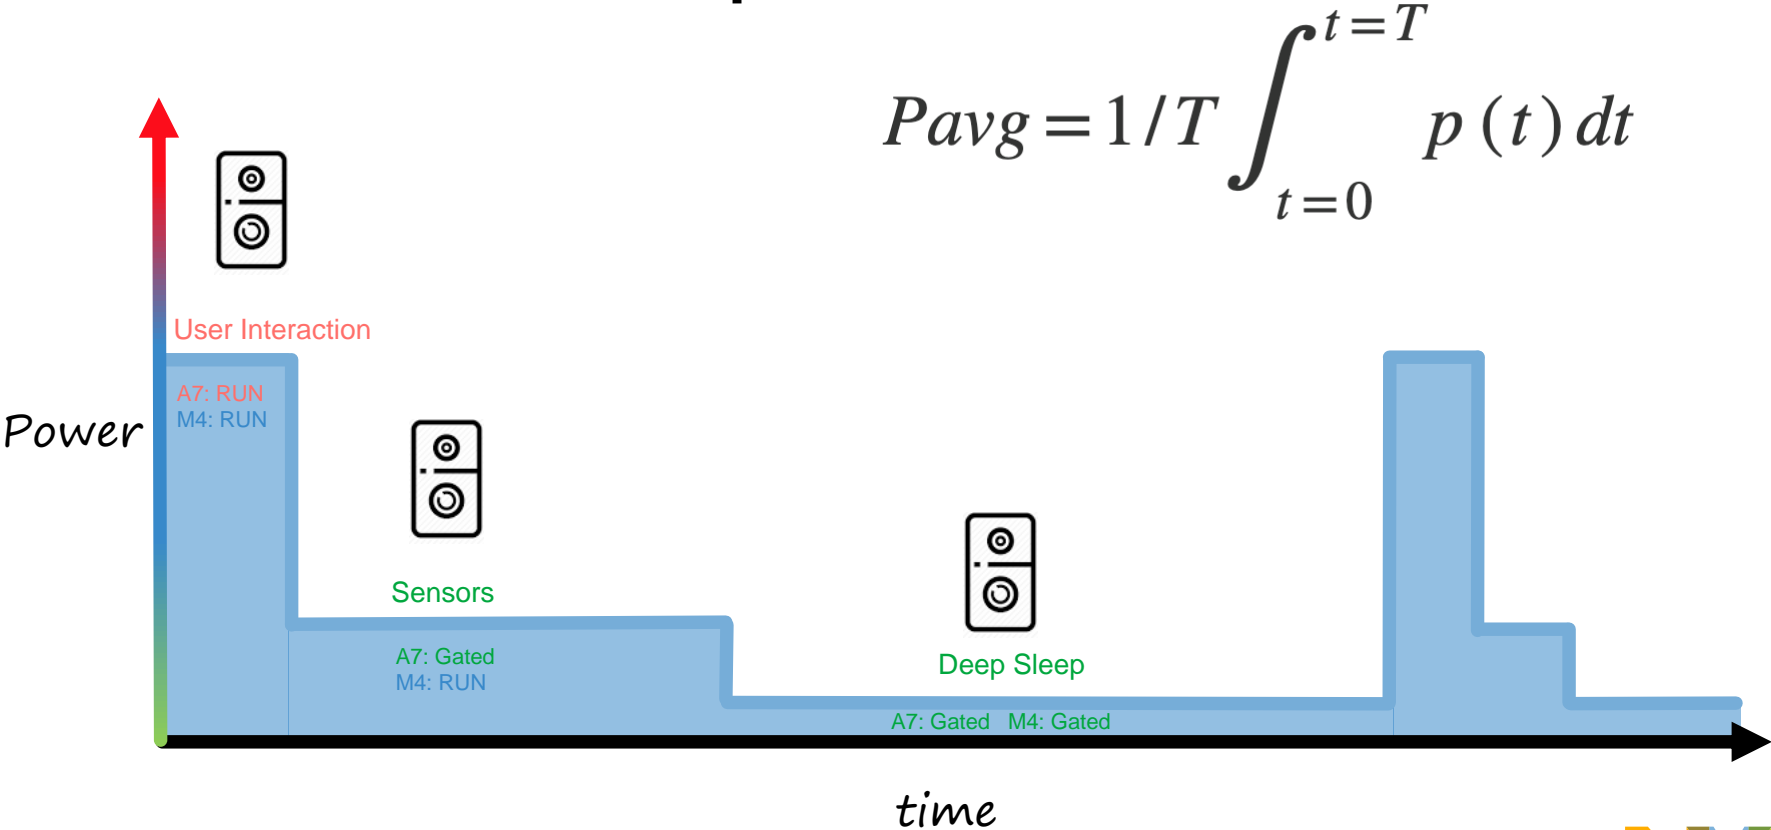 Pavg = 1/T ∫_{t=0}^{t=T} p(t) dt
User Interaction
A7: RUN
M4: RUN
Power
Sensors
A7: Gated
M4: RUN
Deep Sleep
A7: Gated M4: Gated
time